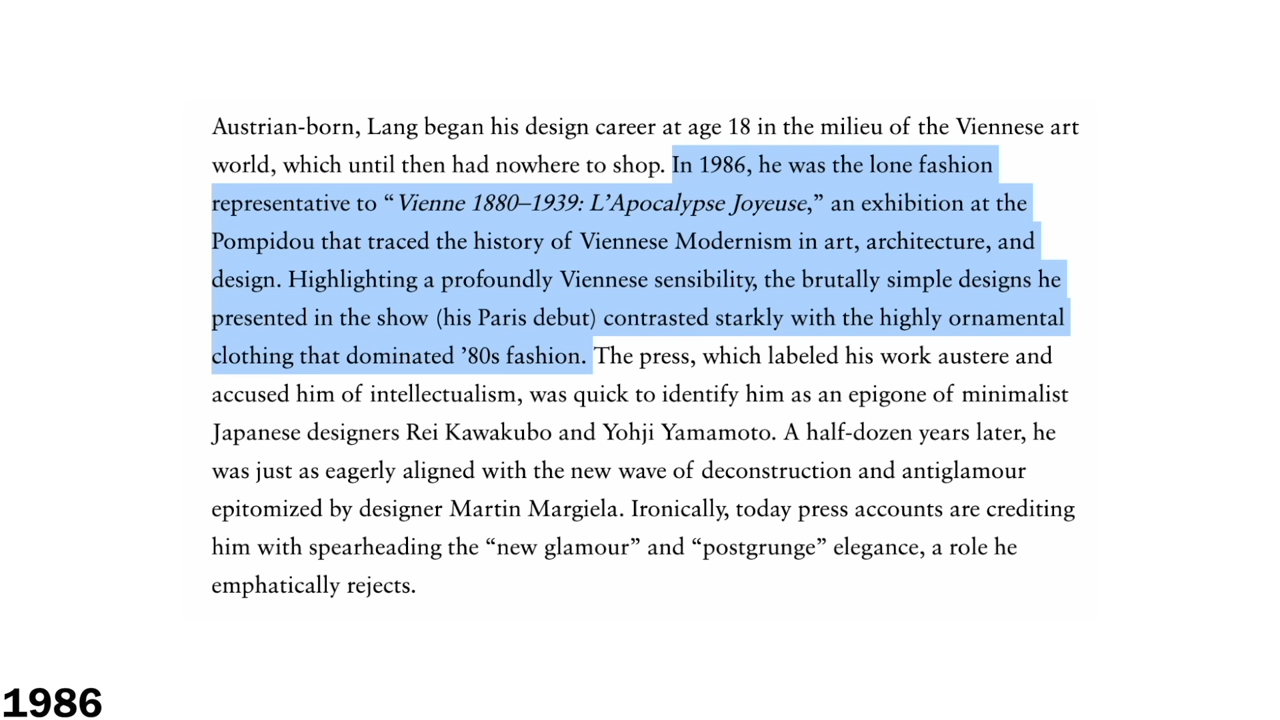 Austrian-born, Lang began his design career at age 18 in the milieu of the Viennese art
world, which until then had nowhere to shop. In 1986, he was the lone fashion
representative to “Vienne 1880–1939: L’Apocalypse Joyeuse,” an exhibition at the
Pompidou that traced the history of Viennese Modernism in art, architecture, and
design. Highlighting a profoundly Viennese sensibility, the brutally simple designs he
presented in the show (his Paris debut) contrasted starkly with the highly ornamental
clothing that dominated ’80s fashion. The press, which labeled his work austere and
accused him of intellectualism, was quick to identify him as an epigone of minimalist
Japanese designers Rei Kawakubo and Yohji Yamamoto. A half-dozen years later, he
was just as eagerly aligned with the new wave of deconstruction and antiglamour
epitomized by designer Martin Margiela. Ironically, today press accounts are crediting
him with spearheading the “new glamour” and “postgrunge” elegance, a role he
emphatically rejects.
1986